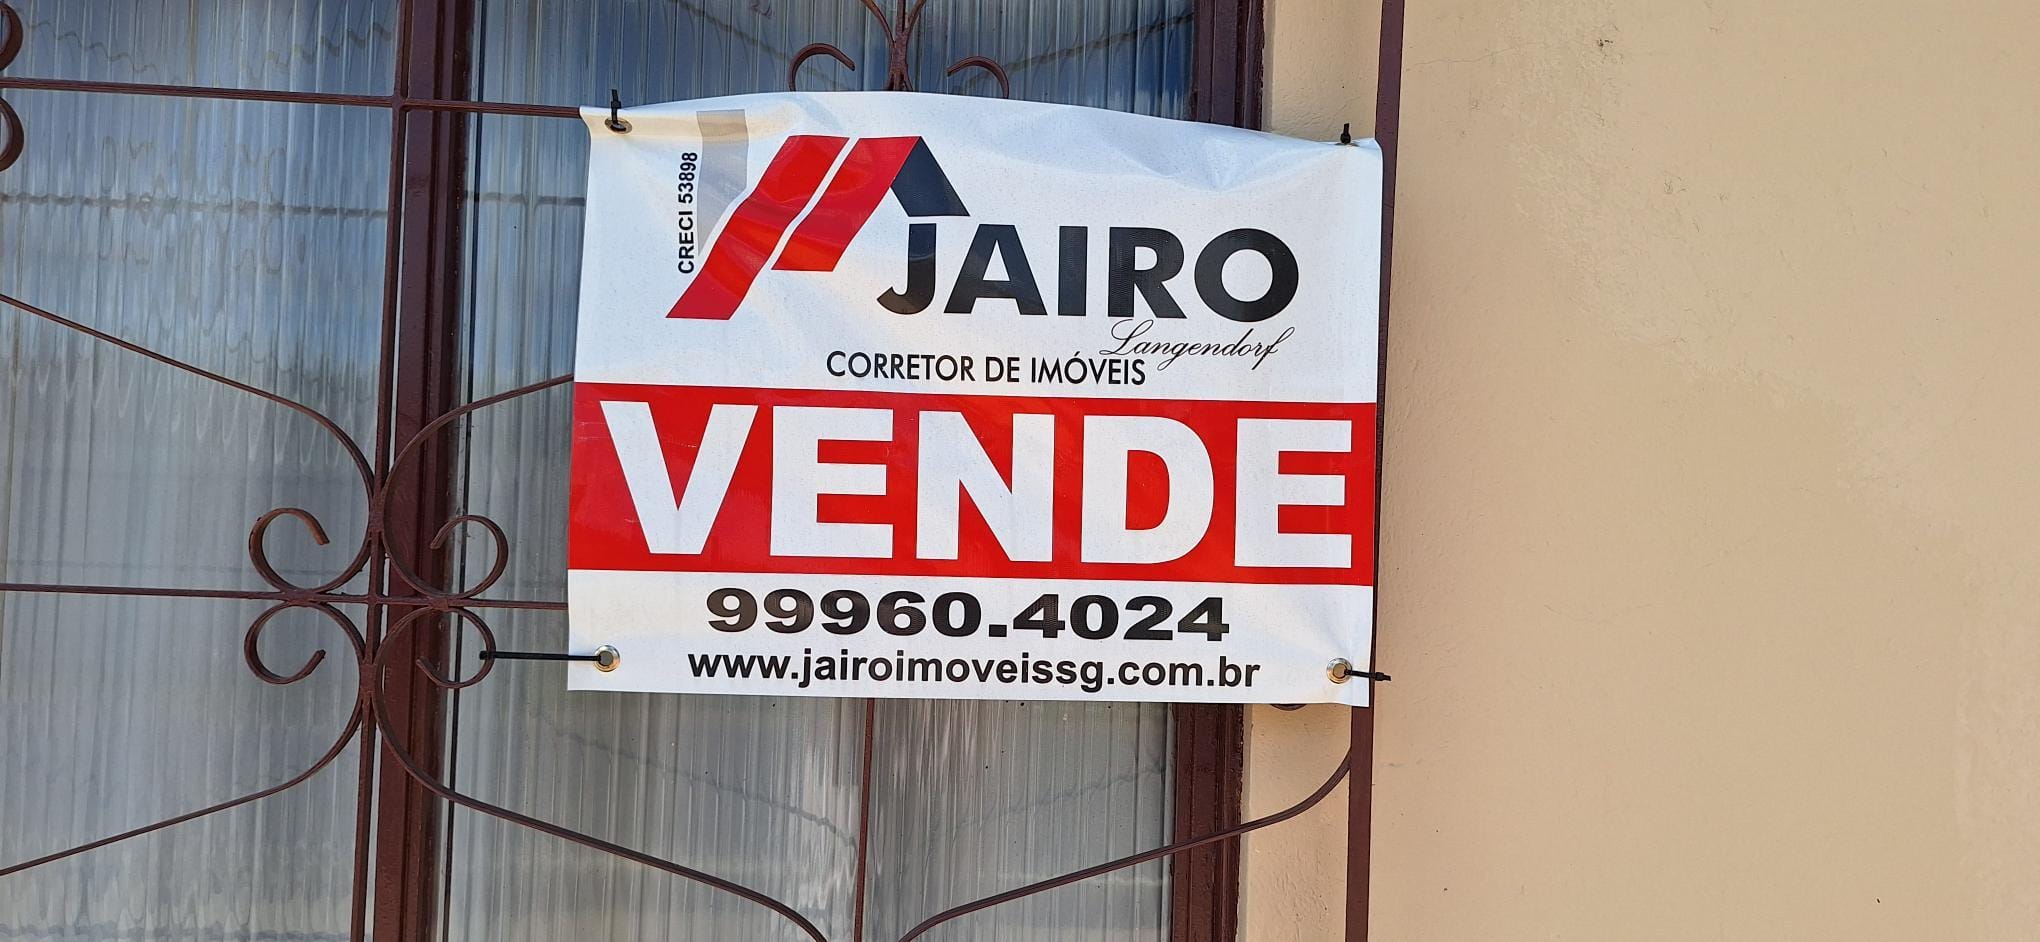 CRECI 53898
JAIRO
Langendorf
CORRETOR DE IMÓVEIS
VENDE
99960.4024
www.jairoimoveissg.com.br